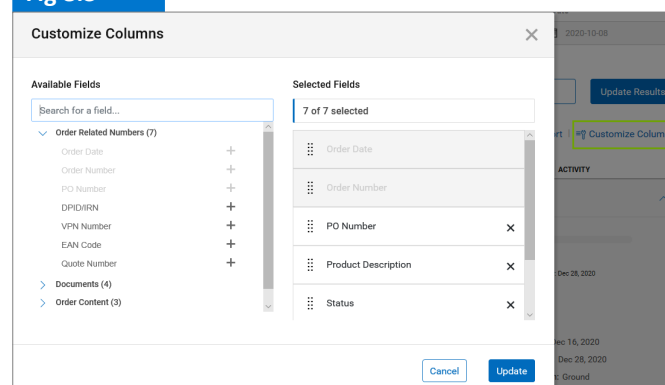 Customize Columns
Available Fields
Search for a field...
Order Related Numbers (7)
Order Date
Order Number
PO Number
DPID/IRN
VPN Number
EAN Code
Quote Number
Documents (4)
Order Content (3)
Selected Fields
7 of 7 selected
Order Date
Order Number
PO Number
Product Description
Status
Cancel
Update
2020-10-08
Update Results
Customize Colum
ACTIVITY
Dec 28, 2020
Dec 16, 2020
Dec 28, 2020
Ground